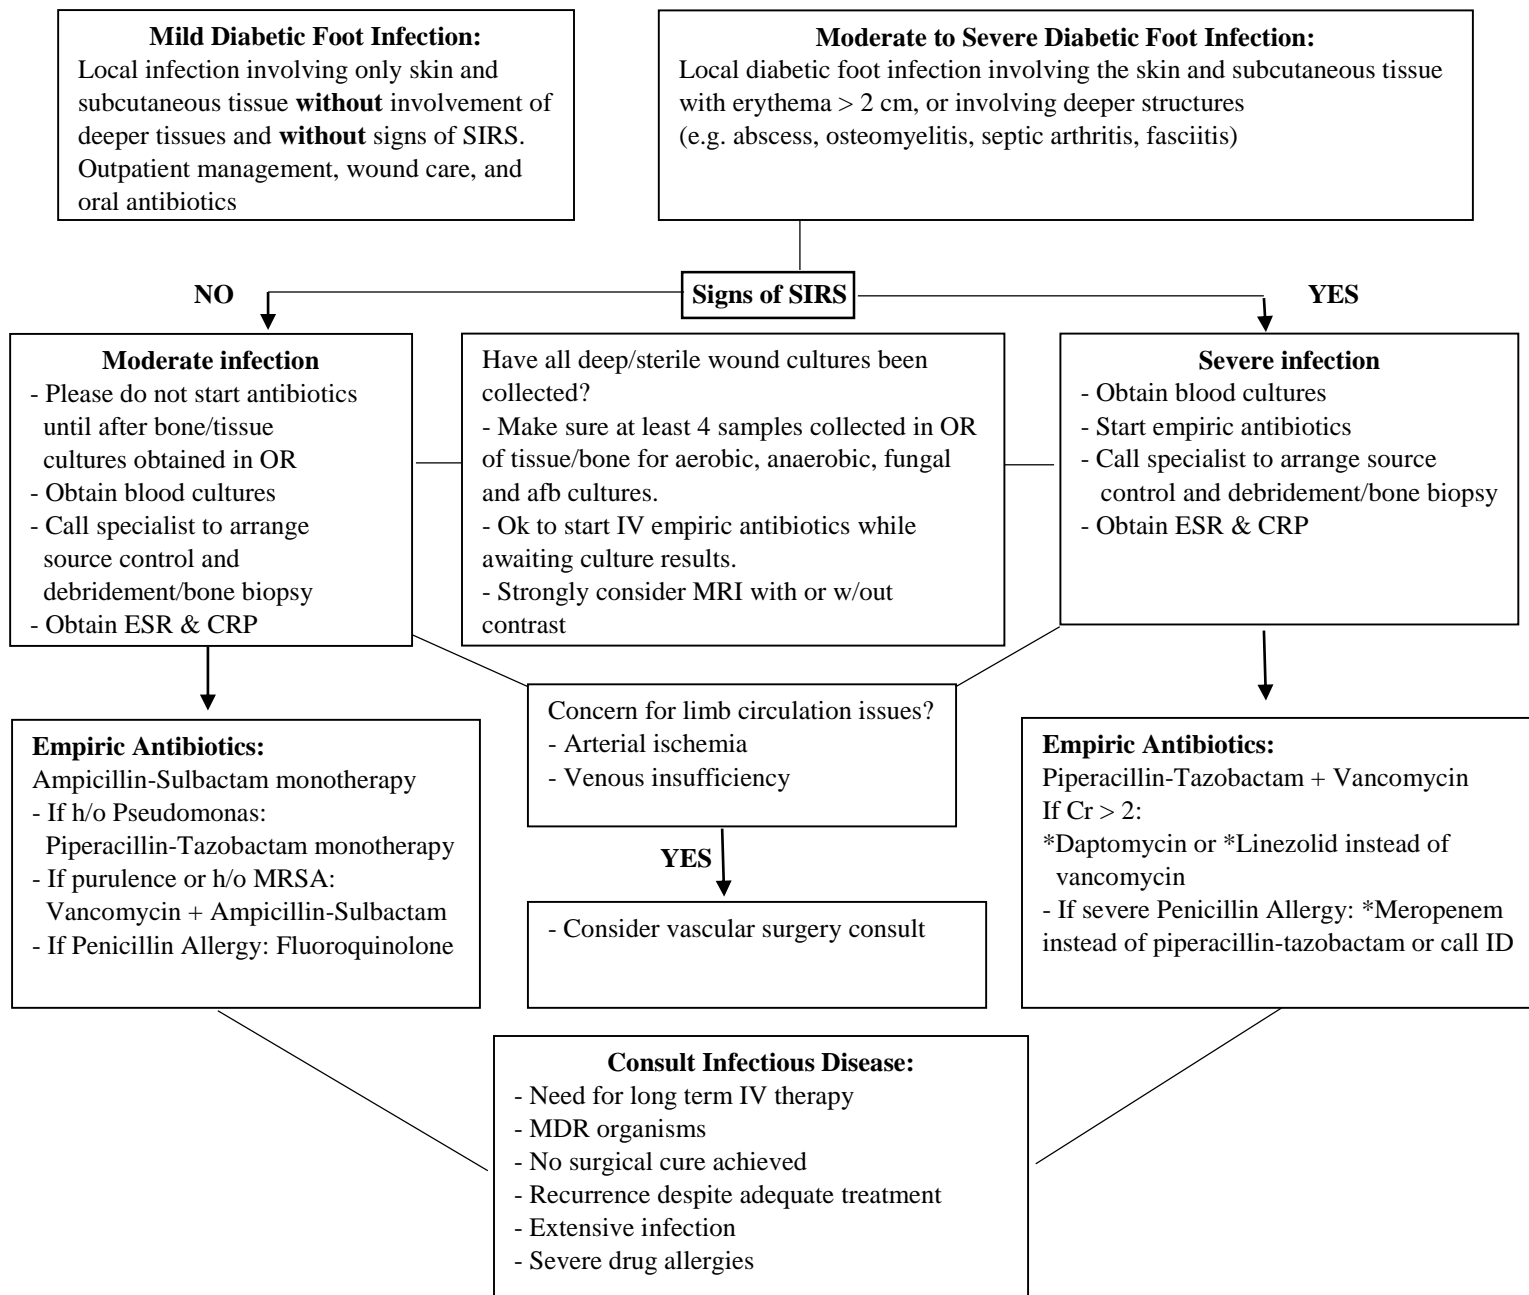 Mild Diabetic Foot Infection:
Local infection involving only skin and
subcutaneous tissue without involvement of
deeper tissues and without signs of SIRS.
Outpatient management, wound care, and
oral antibiotics
Moderate to Severe Diabetic Foot Infection:
Local diabetic foot infection involving the skin and subcutaneous tissue
with erythema > 2 cm, or involving deeper structures
(e.g. abscess, osteomyelitis, septic arthritis, fasciitis)
NO
Signs of SIRS
YES
Moderate infection
- Please do not start antibiotics
until after bone/tissue
cultures obtained in OR
- Obtain blood cultures
- Call specialist to arrange
source control and
debridement/bone biopsy
- Obtain ESR & CRP
Have all deep/sterile wound cultures been
collected?
- Make sure at least 4 samples collected in OR
of tissue/bone for aerobic, anaerobic, fungal
and afb cultures.
- Ok to start IV empiric antibiotics while
awaiting culture results.
- Strongly consider MRI with or w/out
contrast
Severe infection
- Obtain blood cultures
- Start empiric antibiotics
- Call specialist to arrange source
control and debridement/bone biopsy
- Obtain ESR & CRP
Empiric Antibiotics:
Ampicillin-Sulbactam monotherapy
- If h/o Pseudomonas:
Piperacillin-Tazobactam monotherapy
- If purulence or h/o MRSA:
Vancomycin + Ampicillin-Sulbactam
- If Penicillin Allergy: Fluoroquinolone
Concern for limb circulation issues?
- Arterial ischemia
- Venous insufficiency
YES
- Consider vascular surgery consult
Empiric Antibiotics:
Piperacillin-Tazobactam + Vancomycin
If Cr > 2:
*Daptomycin or *Linezolid instead of
vancomycin
- If severe Penicillin Allergy: *Meropenem
instead of piperacillin-tazobactam or call ID
Consult Infectious Disease:
- Need for long term IV therapy
- MDR organisms
- No surgical cure achieved
- Recurrence despite adequate treatment
- Extensive infection
- Severe drug allergies